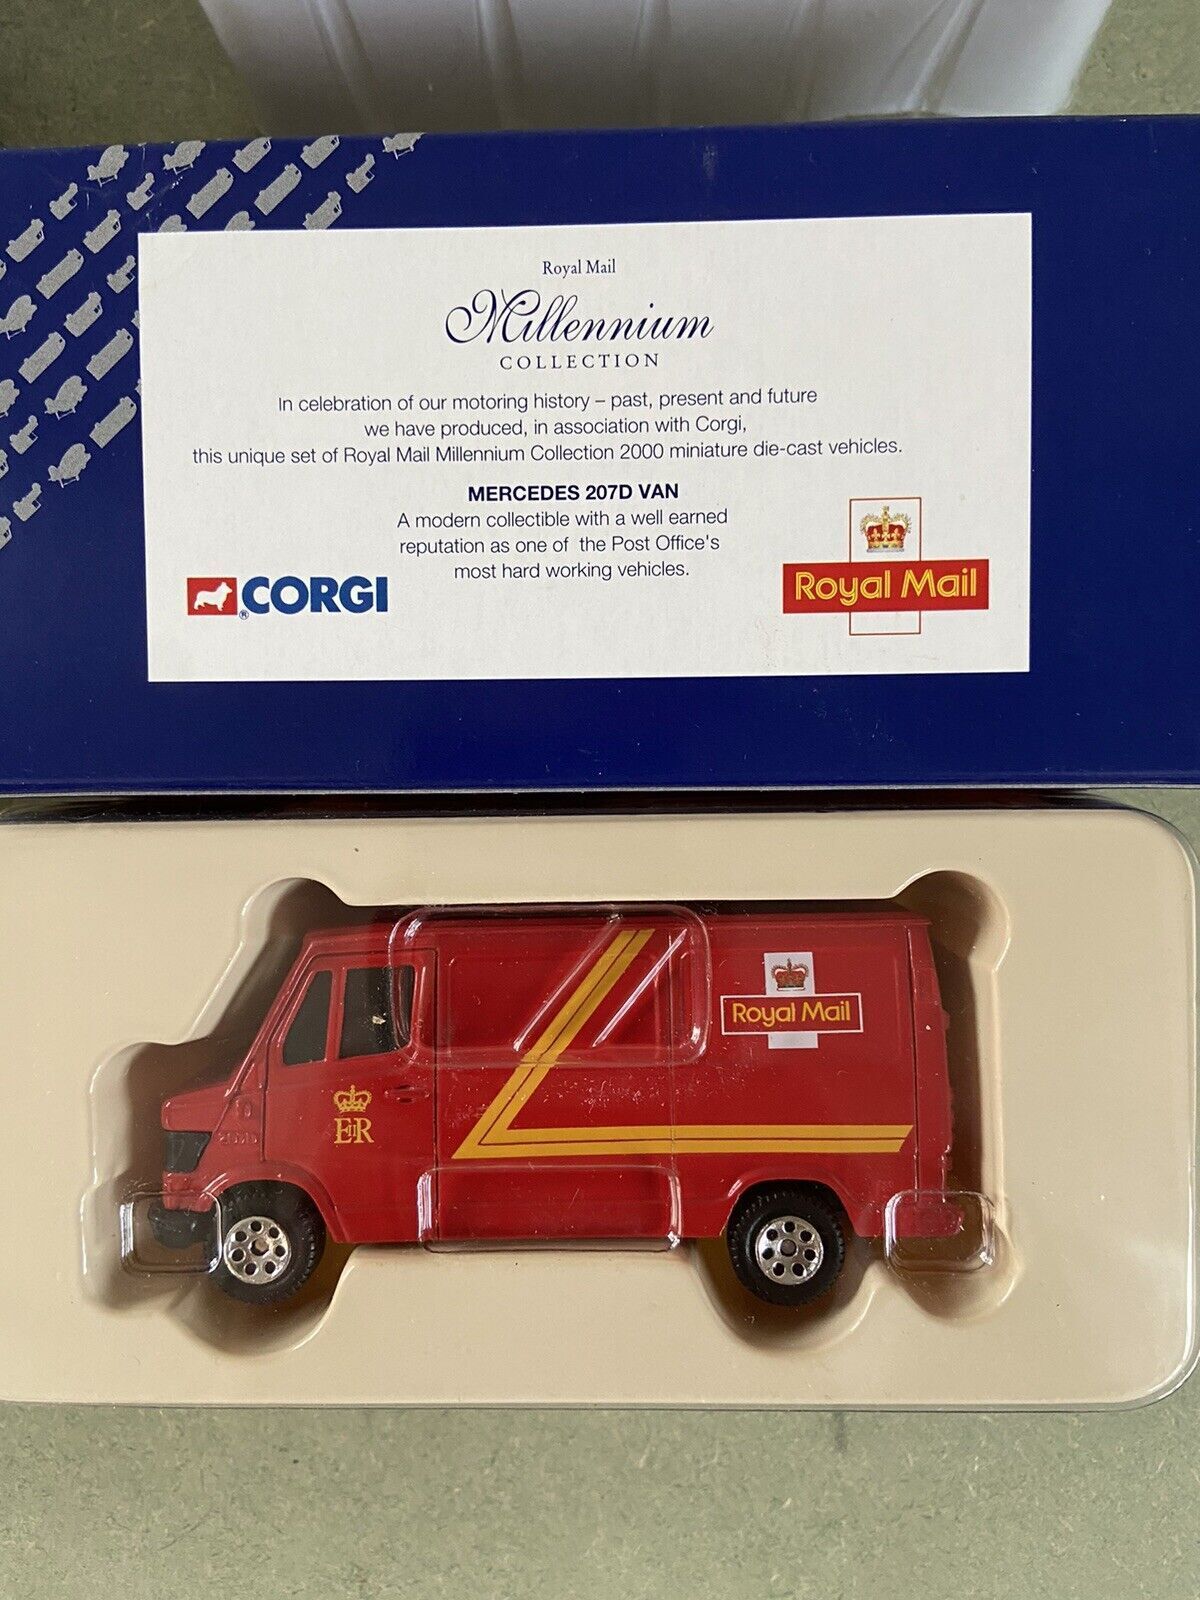 Royal Mail
Millennium
COLLECTION
In celebration of our motoring history – past, present and future
we have produced, in association with Corgi,
this unique set of Royal Mail Millennium Collection 2000 miniature die-cast vehicles.
MERCEDES 207D VAN
A modern collectible with a well earned
reputation as one of the Post Office's
most hard working vehicles.
CORGI ®
Royal Mail
Royal Mail
EIIR